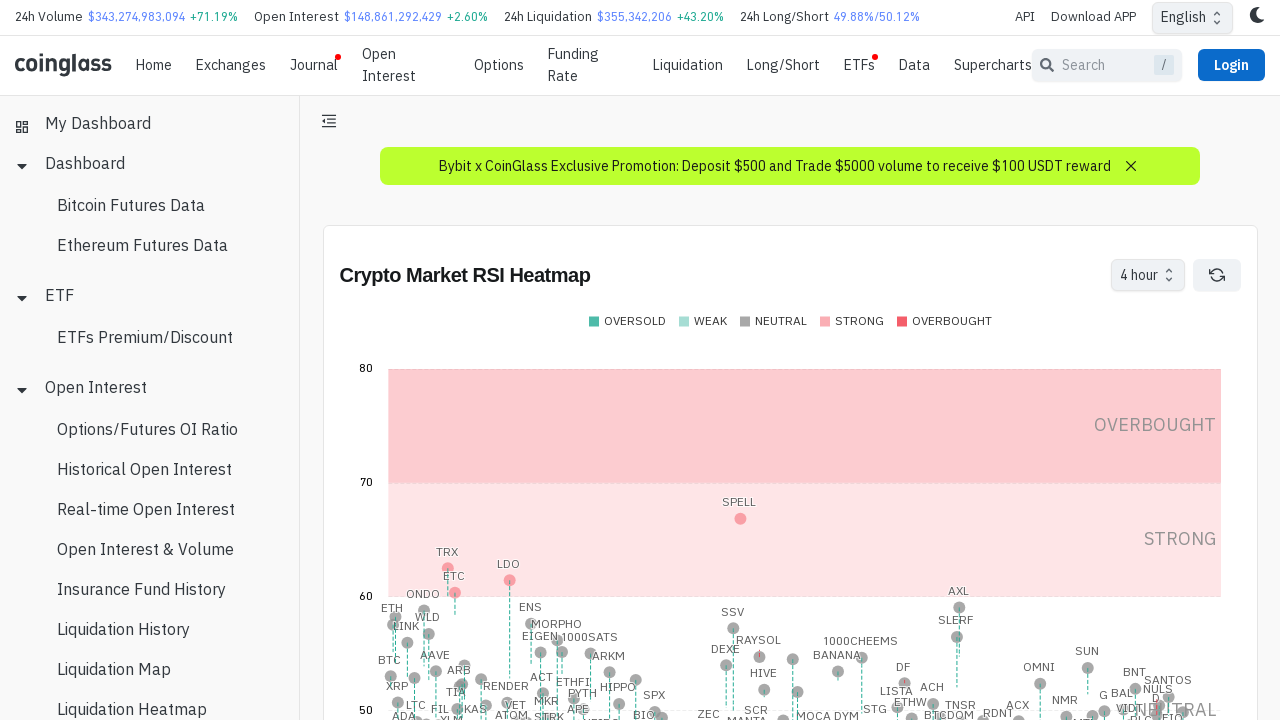 24h Volume $343,274,983,094 +71.19% Open Interest $148,861,292,429 +2.60% 24h Liquidation $355,342,206 +43.20% 24h Long/Short 49.88%/50.12% API Download APP English
coinglass Home Exchanges Journal Open Interest Options Funding Rate Liquidation Long/Short ETFs Data Supercharts Search / Login
My Dashboard
Dashboard
Bitcoin Futures Data
Ethereum Futures Data
ETF
ETFs Premium/Discount
Open Interest
Options/Futures OI Ratio
Historical Open Interest
Real-time Open Interest
Open Interest & Volume
Insurance Fund History
Liquidation History
Liquidation Map
Liquidation Heatmap
Bybit x CoinGlass Exclusive Promotion: Deposit $500 and Trade $5000 volume to receive $100 USDT reward
Crypto Market RSI Heatmap
4 hour
OVERSOLD WEAK NEUTRAL STRONG OVERBOUGHT
80
OVERBOUGHT
70
SPELL
STRONG
TRX
LDO
ETC
60
AXL
ONDO
ETH
ENS
SSV
WLD
SLERF
LINK
MORPHO
EIGEN
1000SATS
RAYSOL
1000CHEEMS
DEXE
SUN
BTC
AAVE
ARKM
BANANA
ARB
HIVE
DF
OMNI
BNT
ACT
ETHFI
SANTOS
XRP
TIA
RENDER
HIPPO
PYTH
SPX
LISTA
ACH
G
BAL
NULS
MKR
ETHW
NMR
D
LTC
FIL
KAS
VET
APE
SCR
STG
TNSR
ACX
VIDT
NEUTRAL
50
ADA
XLM
ATOM
STRK
BIO
ZEC
MANTA
MOCA
DYM
BTCDOM
RDNT